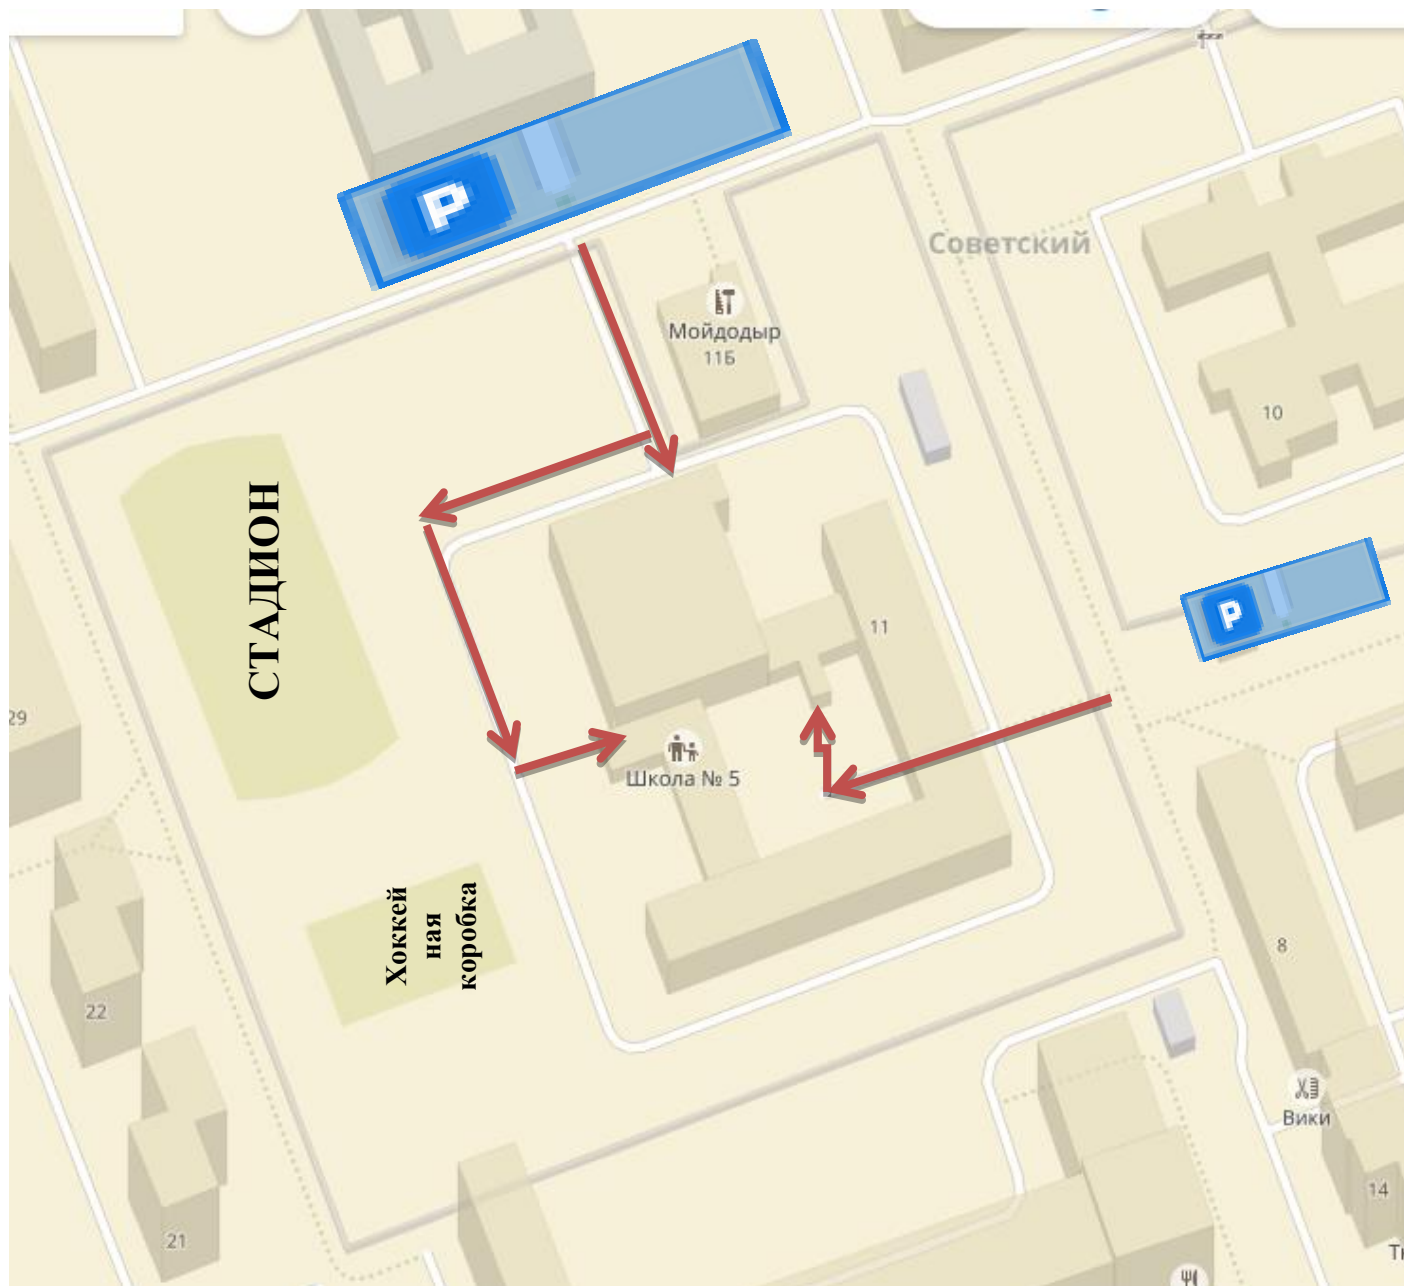 P
Советский
Мойдодыр
11Б
10
СТАДИОН
P
11
29
Школа № 5
Хоккей
ная
коробка
8
22
Вики
14
21